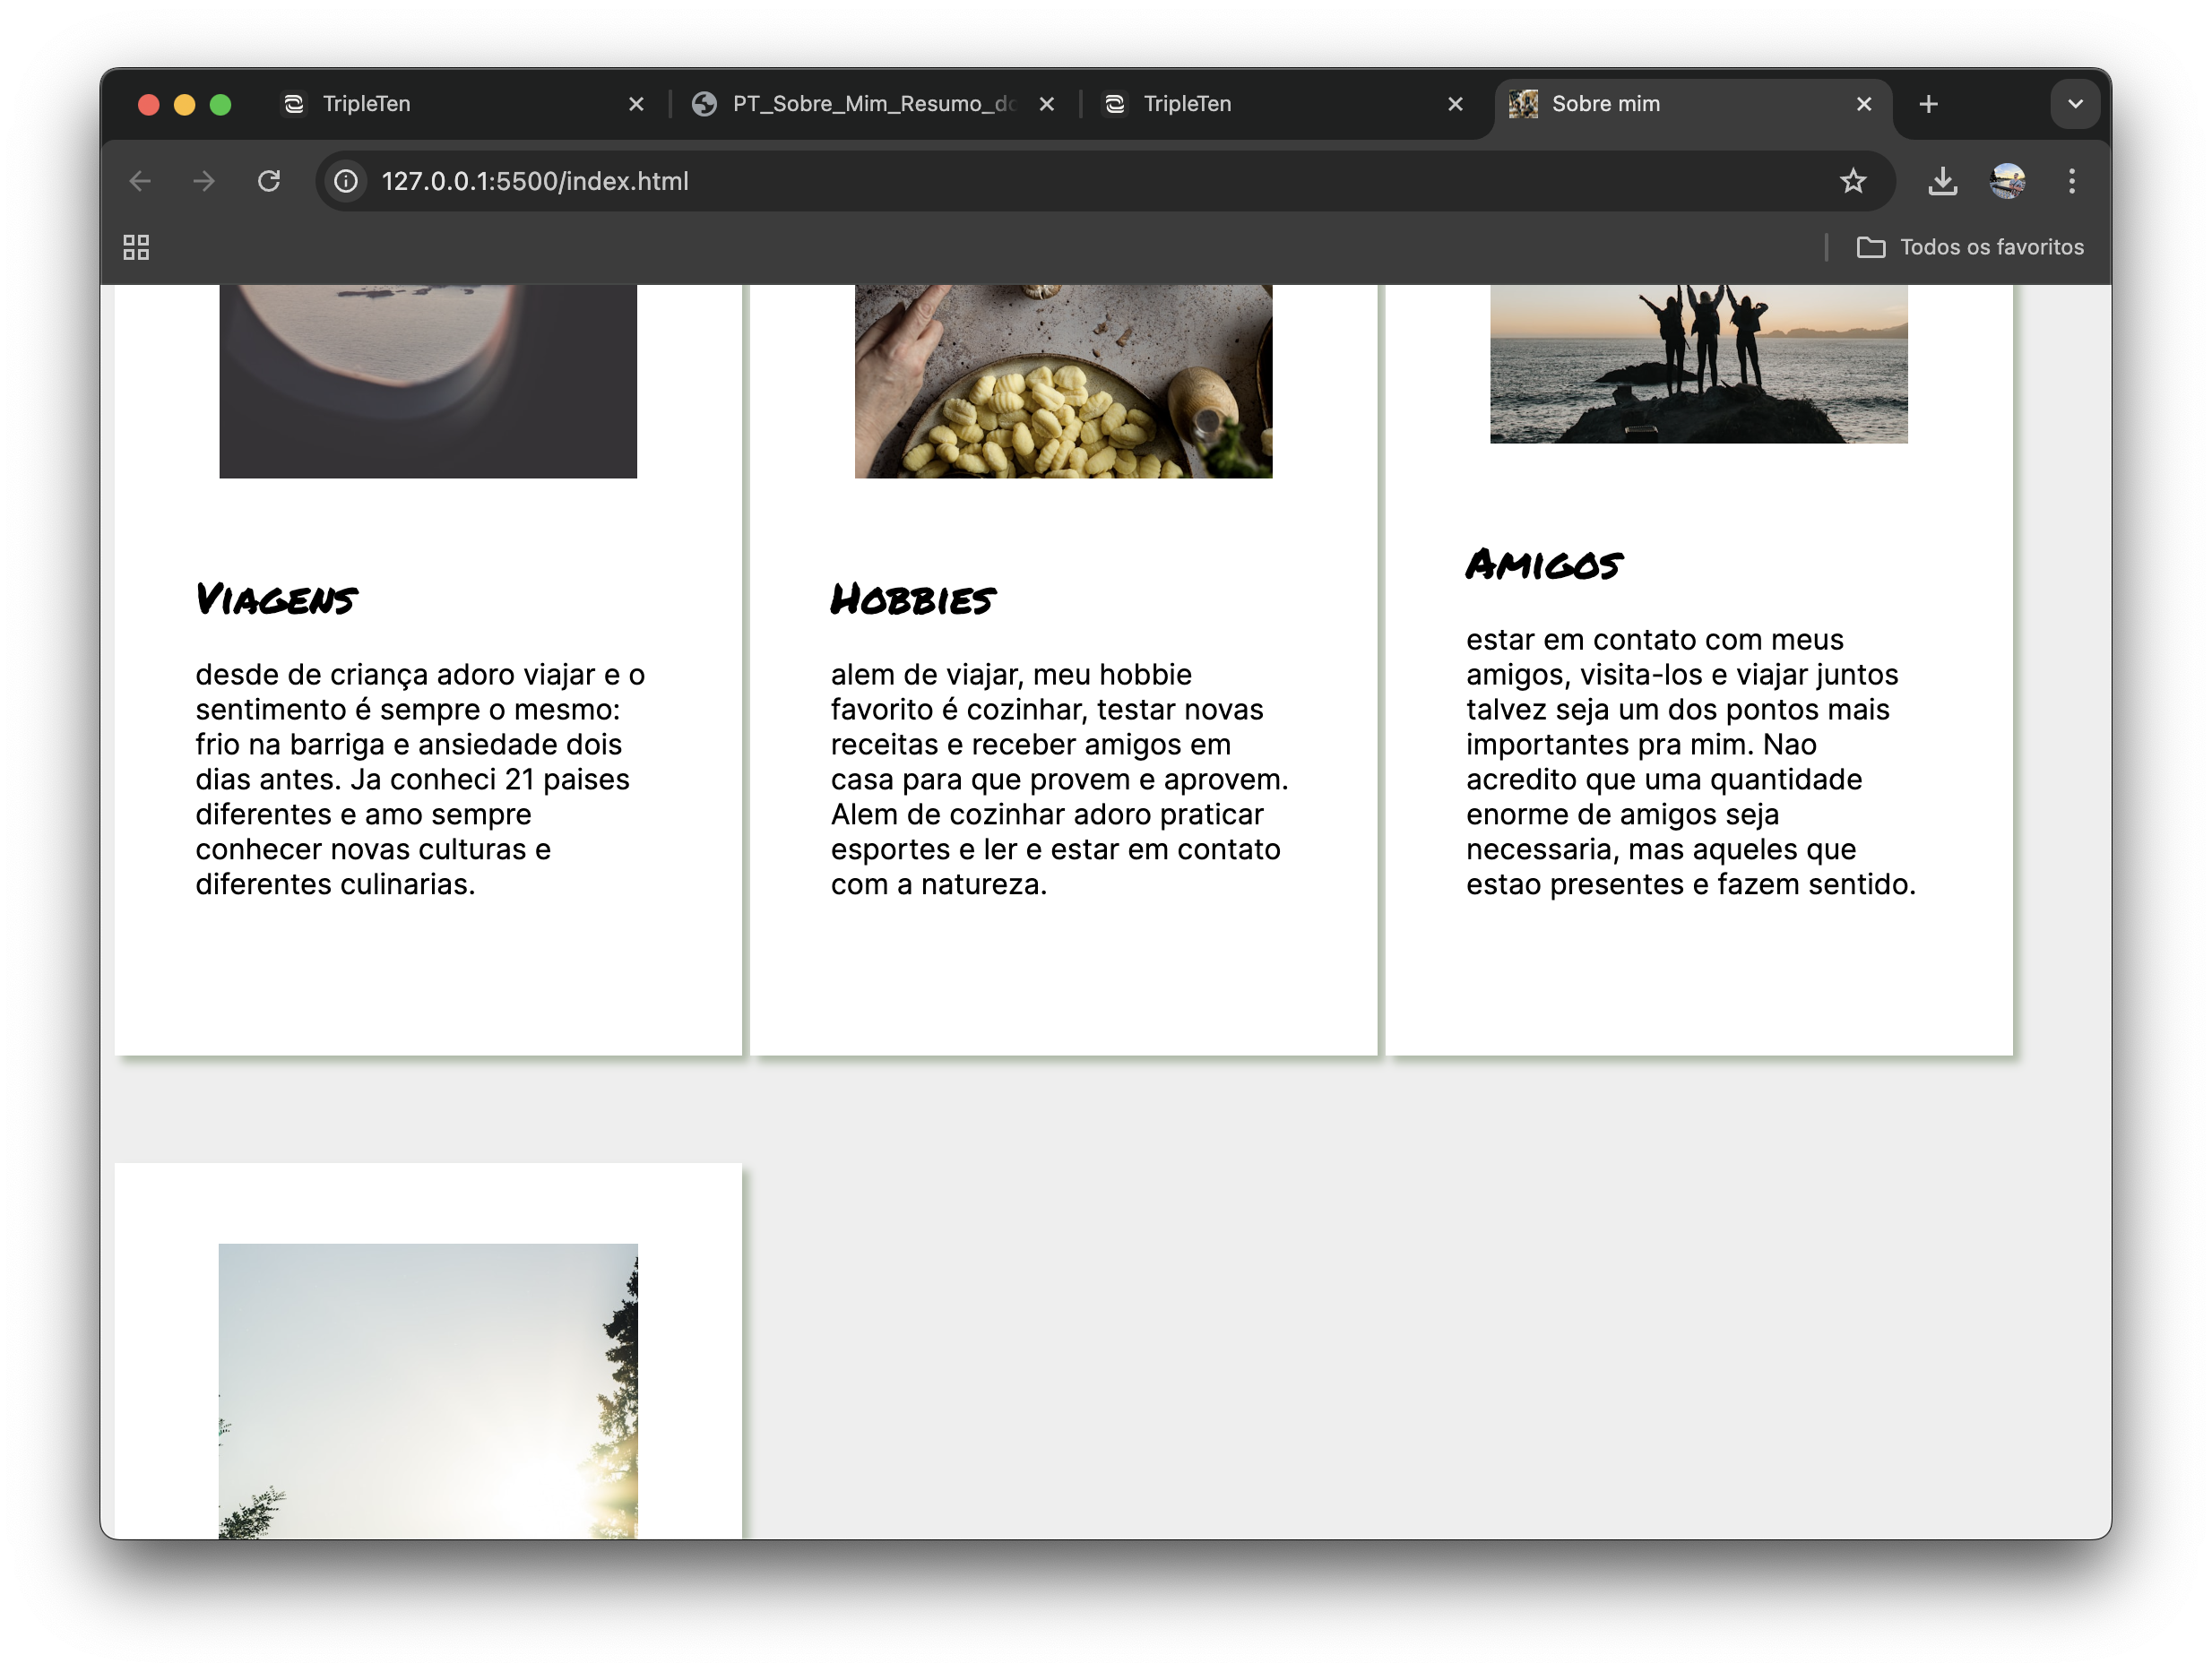 TripleTen
PT_Sobre_Mim_Resumo_do
TripleTen
Sobre mim
127.0.0.1:5500/index.html
Todos os favoritos
Viagens
desde de criança adoro viajar e o
sentimento é sempre o mesmo:
frio na barriga e ansiedade dois
dias antes. Ja conheci 21 paises
diferentes e amo sempre
conhecer novas culturas e
diferentes culinarias.
Hobbies
alem de viajar, meu hobbie
favorito é cozinhar, testar novas
receitas e receber amigos em
casa para que provem e aprovem.
Alem de cozinhar adoro praticar
esportes e ler e estar em contato
com a natureza.
Amigos
estar em contato com meus
amigos, visita-los e viajar juntos
talvez seja um dos pontos mais
importantes pra mim. Nao
acredito que uma quantidade
enorme de amigos seja
necessaria, mas aqueles que
estao presentes e fazem sentido.